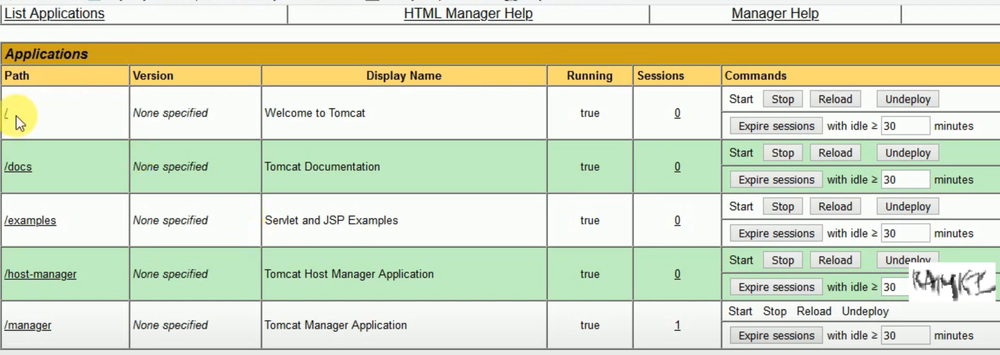 List Applications HTML Manager Help Manager Help
Applications
Path Version Display Name Running Sessions Commands
/ None specified Welcome to Tomcat true 0 Start Stop Reload Undeploy
Expire sessions with idle ≥ 30 minutes
/docs None specified Tomcat Documentation true 0 Start Stop Reload Undeploy
Expire sessions with idle ≥ 30 minutes
/examples None specified Servlet and JSP Examples true 0 Start Stop Reload Undeploy
Expire sessions with idle ≥ 30 minutes
/host-manager None specified Tomcat Host Manager Application true 0 Start Stop Reload Undeploy
Expire sessions with idle ≥ 30
/manager None specified Tomcat Manager Application true 1 Start Stop Reload Undeploy
Expire sessions with idle ≥ 30 minutes